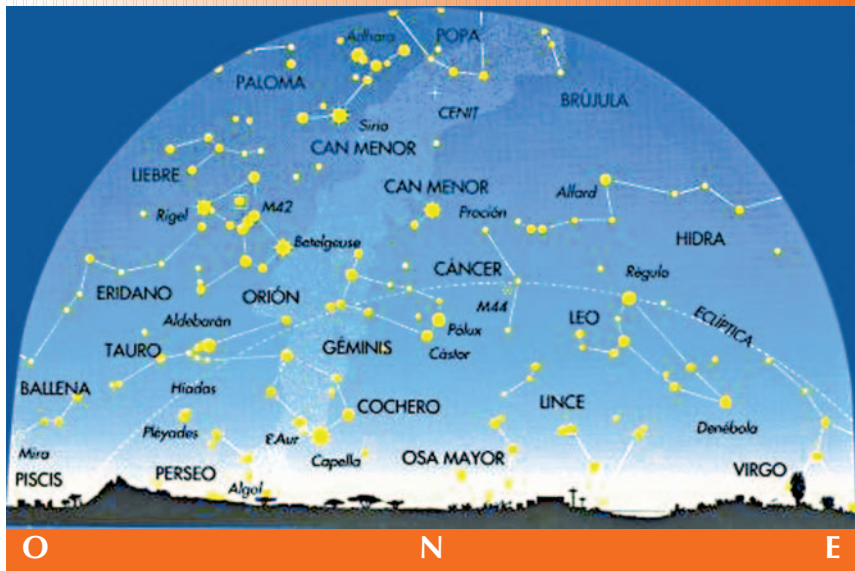 Adhara
POPA
PALOMA
BRÚJULA
CENIT
Sirio
CAN MENOR
LIEBRE
CAN MENOR
Alfard
Rigel
M42
Proción
Betelgeuse
HIDRA
CÁNCER
Régulo
ERIDANO
ORIÓN
M44
Aldebarán
LEO
ECLÍPTICA
Pólux
TAURO
GÉMINIS
Cástor
BALLENA
Híadas
COCHERO
LINCE
Pléyades
εAur
Denébola
Mira
Capella
OSA MAYOR
PISCIS
PERSEO
VIRGO
Algol
O
N
E